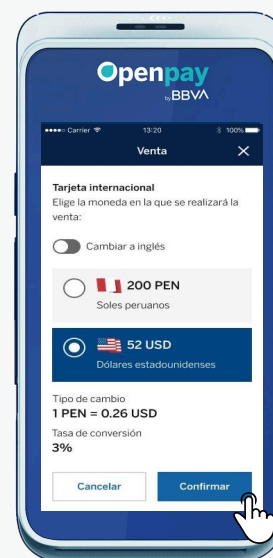 Openpay
by BBVA
Carrier 13:20 100%
Venta
Tarjeta internacional
Elige la moneda en la que se realizará la
venta:
Cambiar a inglés
200 PEN
Soles peruanos
52 USD
Dólares estadounidenses
Tipo de cambio
1 PEN = 0.26 USD
Tasa de conversión
3%
Cancelar Confirmar